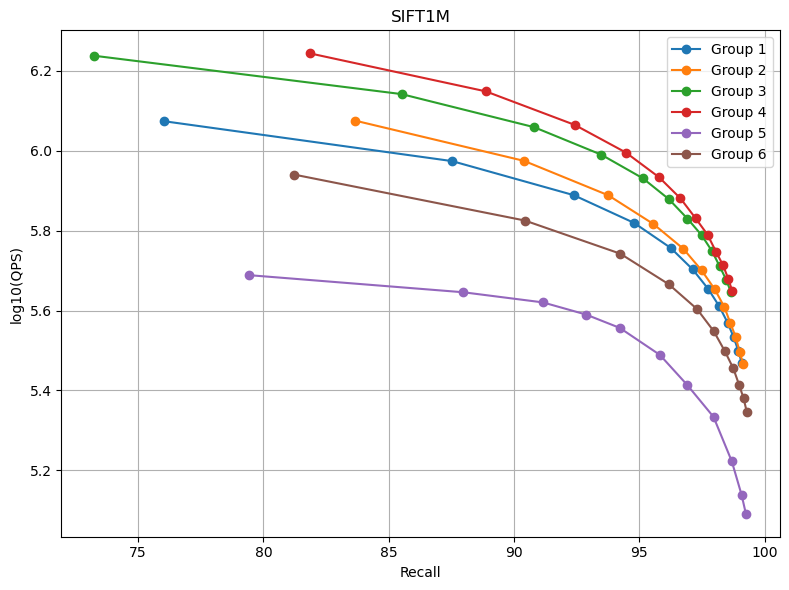 SIFT1M
Group 1
Group 2
Group 3
Group 4
Group 5
Group 6
6.2
6.0
5.8
5.6
5.4
5.2
log10(QPS)
75 80 85 90 95 100
Recall